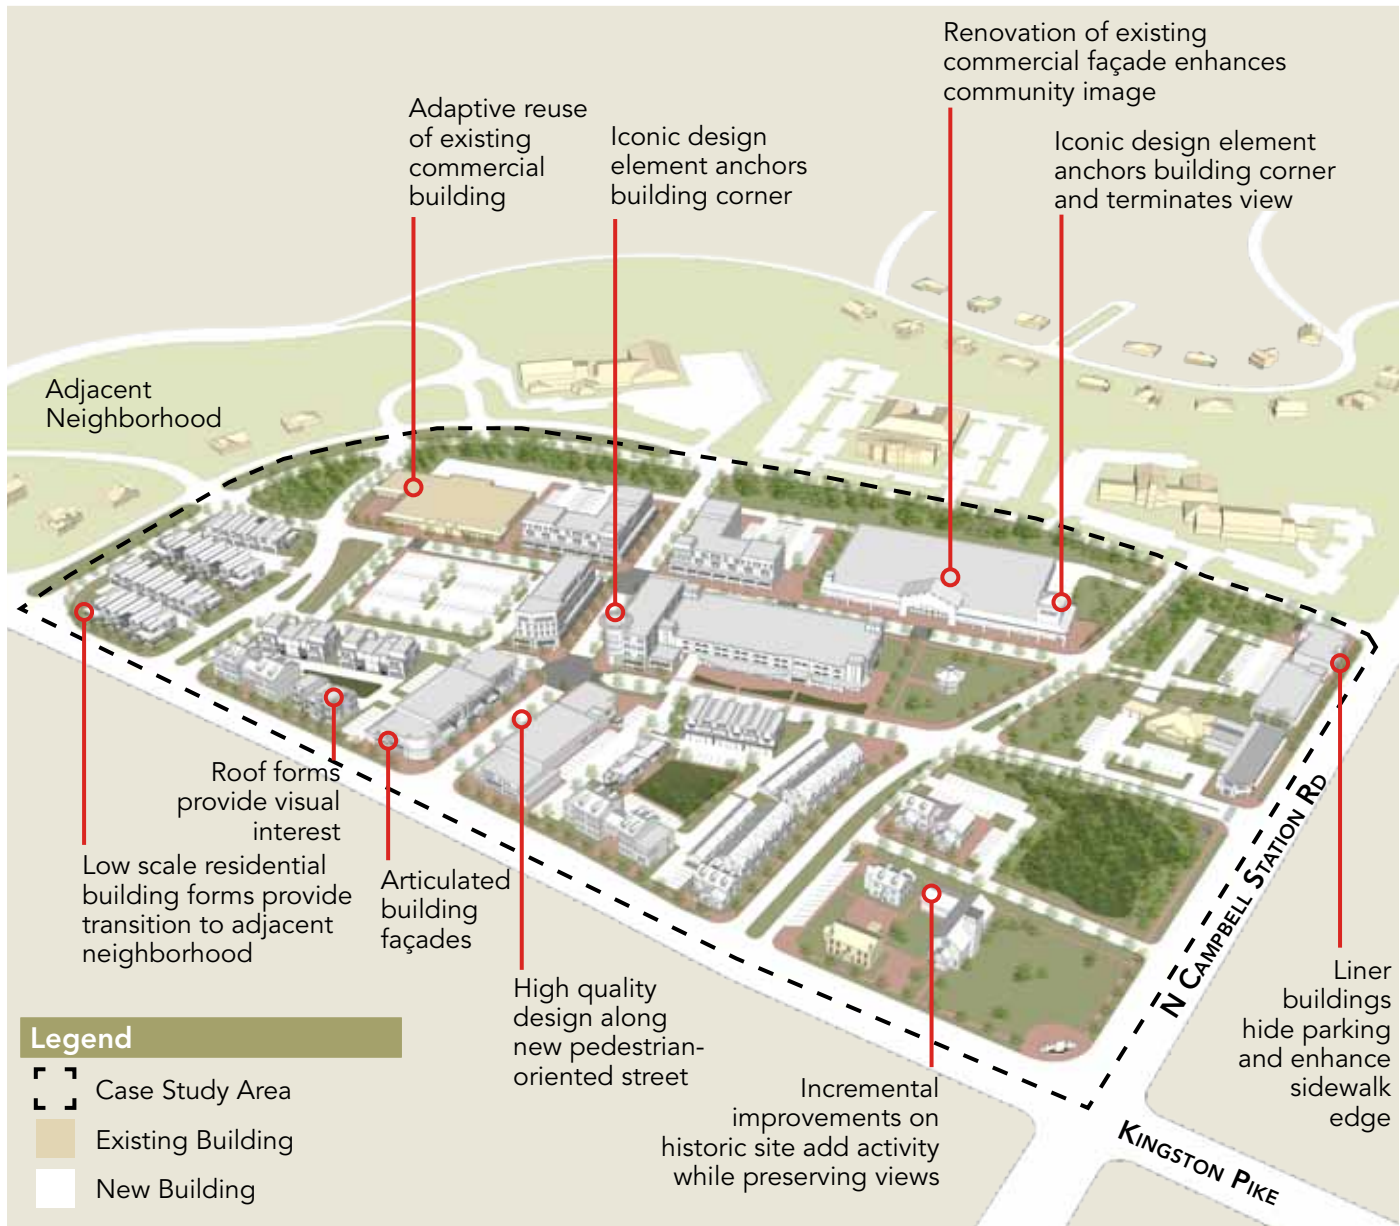 Renovation of existing
commercial façade enhances
community image
Adaptive reuse
of existing
commercial
building
Iconic design
element anchors
building corner
Iconic design element
anchors building corner
and terminates view
Adjacent
Neighborhood
Roof forms
provide visual
interest
Low scale residential
building forms provide
transition to adjacent
neighborhood
Articulated
building
façades
High quality
design along
new pedestrian-
oriented street
Incremental
improvements on
historic site add activity
while preserving views
Liner
buildings
hide parking
and enhance
sidewalk
edge
N CAMPBELL STATION RD
KINGSTON PIKE
Legend
Case Study Area
Existing Building
New Building